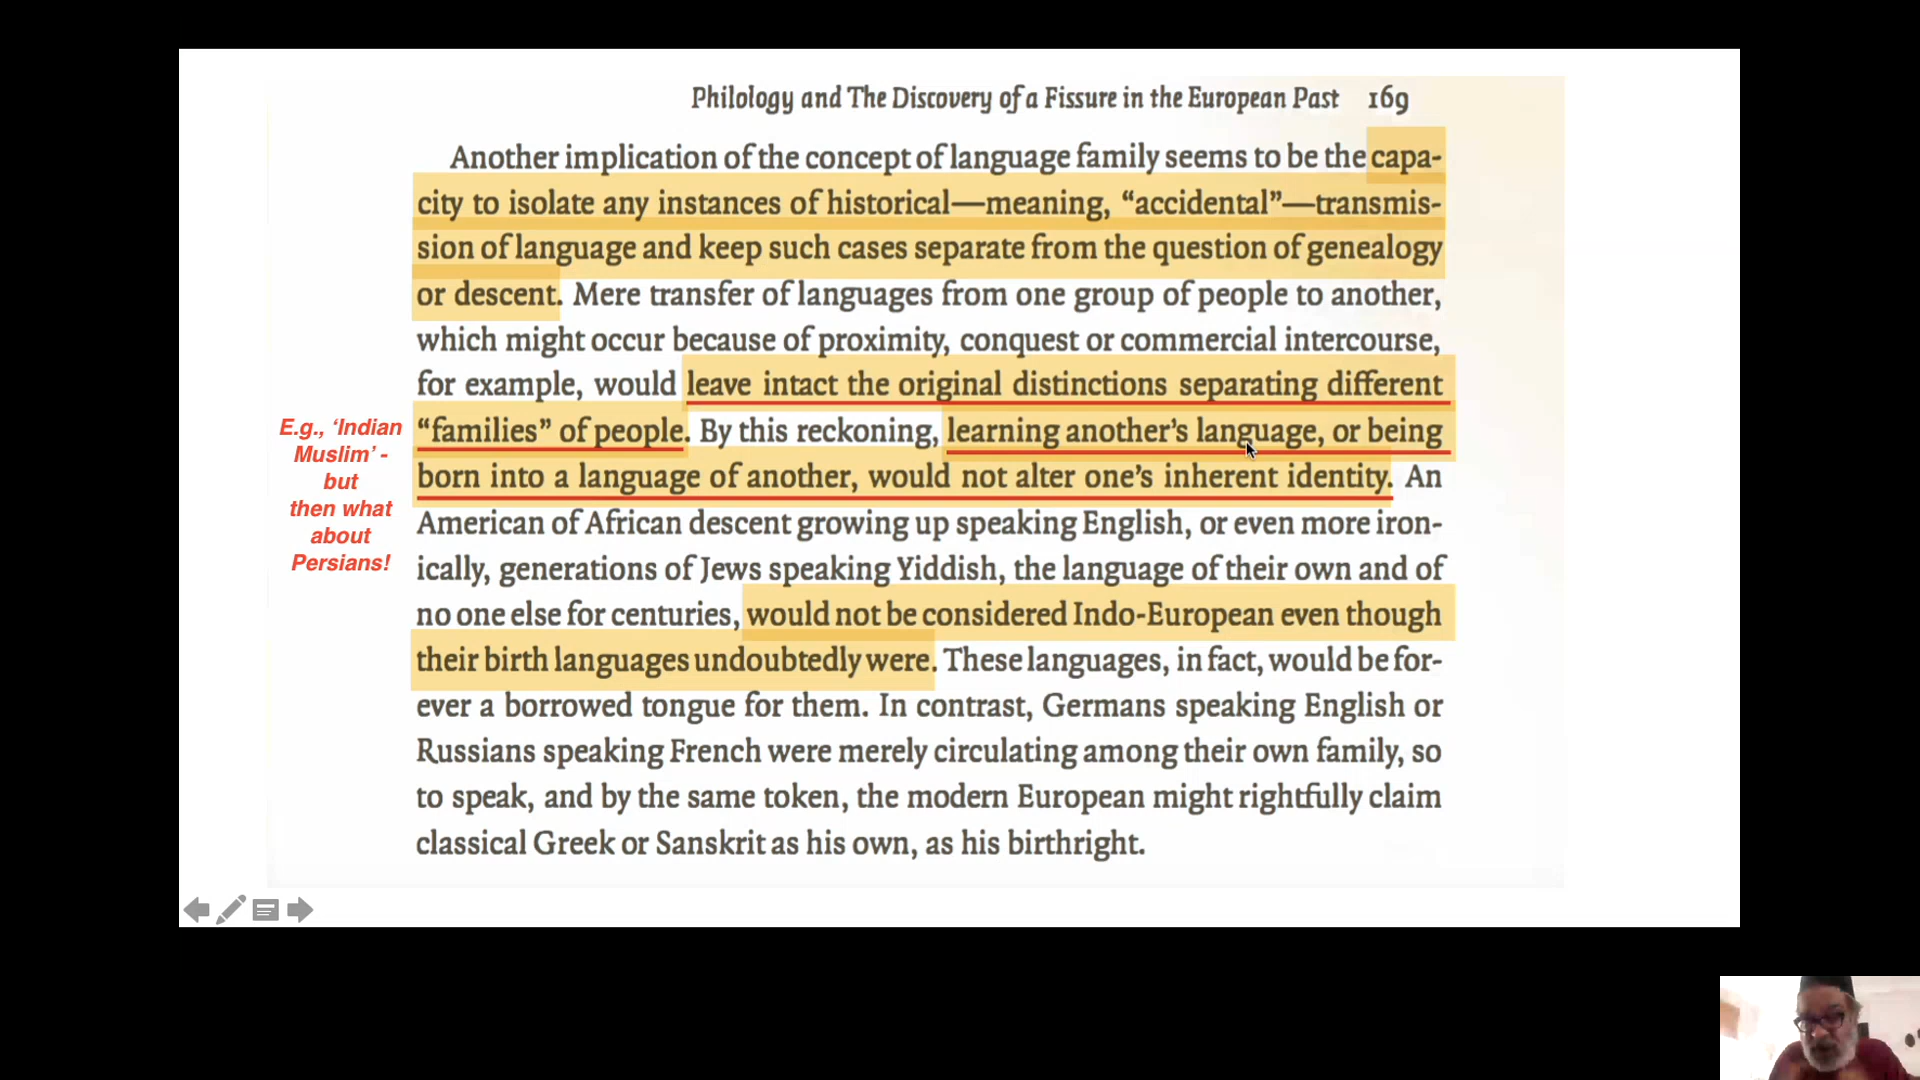 Philology and The Discovery of a Fissure in the European Past 169
Another implication of the concept of language family seems to be the capa-
city to isolate any instances of historical—meaning, “accidental”—transmis-
sion of language and keep such cases separate from the question of genealogy
or descent. Mere transfer of languages from one group of people to another,
which might occur because of proximity, conquest or commercial intercourse,
for example, would leave intact the original distinctions separating different
“families” of people. By this reckoning, learning another’s language, or being
born into a language of another, would not alter one’s inherent identity. An
American of African descent growing up speaking English, or even more iron-
ically, generations of Jews speaking Yiddish, the language of their own and of
no one else for centuries, would not be considered Indo-European even though
their birth languages undoubtedly were. These languages, in fact, would be for-
ever a borrowed tongue for them. In contrast, Germans speaking English or
Russians speaking French were merely circulating among their own family, so
to speak, and by the same token, the modern European might rightfully claim
classical Greek or Sanskrit as his own, as his birthright.
E.g., ‘Indian
Muslim’ -
but
then what
about
Persians!